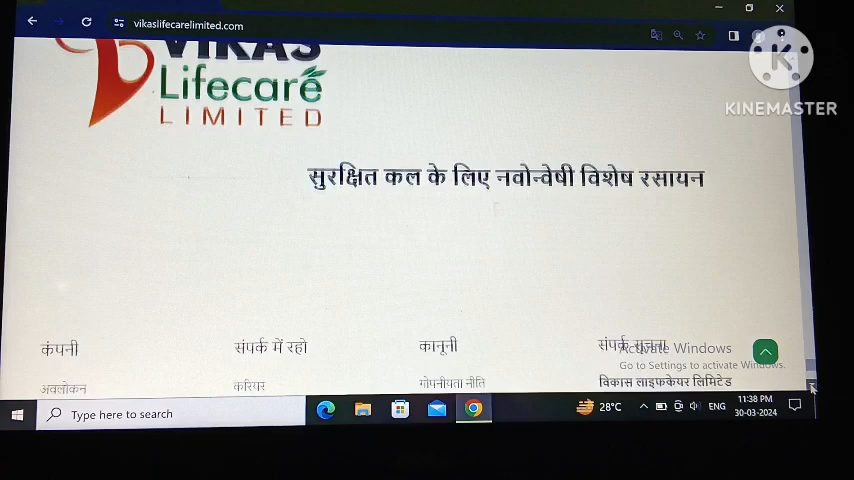 vikaslifecarelimited.com
VIKAS
Lifecare
LIMITED
KINEMASTER
सुरक्षित कल के लिए नवोन्वेषी विशेष रसायन
कंपनी संपर्क में रहो कानूनी संपर्क सूचना
Activate Windows
Go to Settings to activate Windows.
अवलोकन करियर गोपनीयता नीति विकास लाइफकेयर लिमिटेड
Type here to search
28°C ENG 11:38 PM
30-03-2024